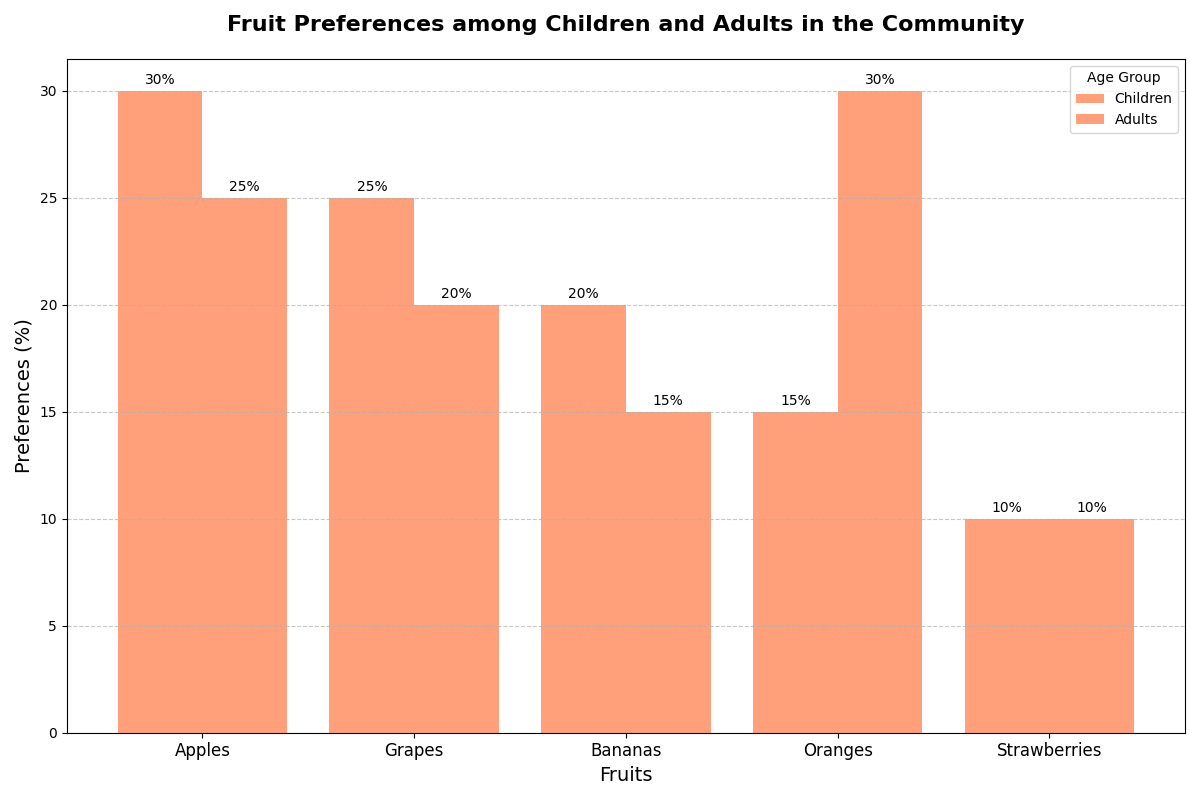 Fruit Preferences among Children and Adults in the Community
Age Group
Children
Adults
Preferences (%)
30
25
20
15
10
5
0
30%
25%
25%
20%
20%
15%
15%
30%
10%
10%
Apples
Grapes
Bananas
Oranges
Strawberries
Fruits